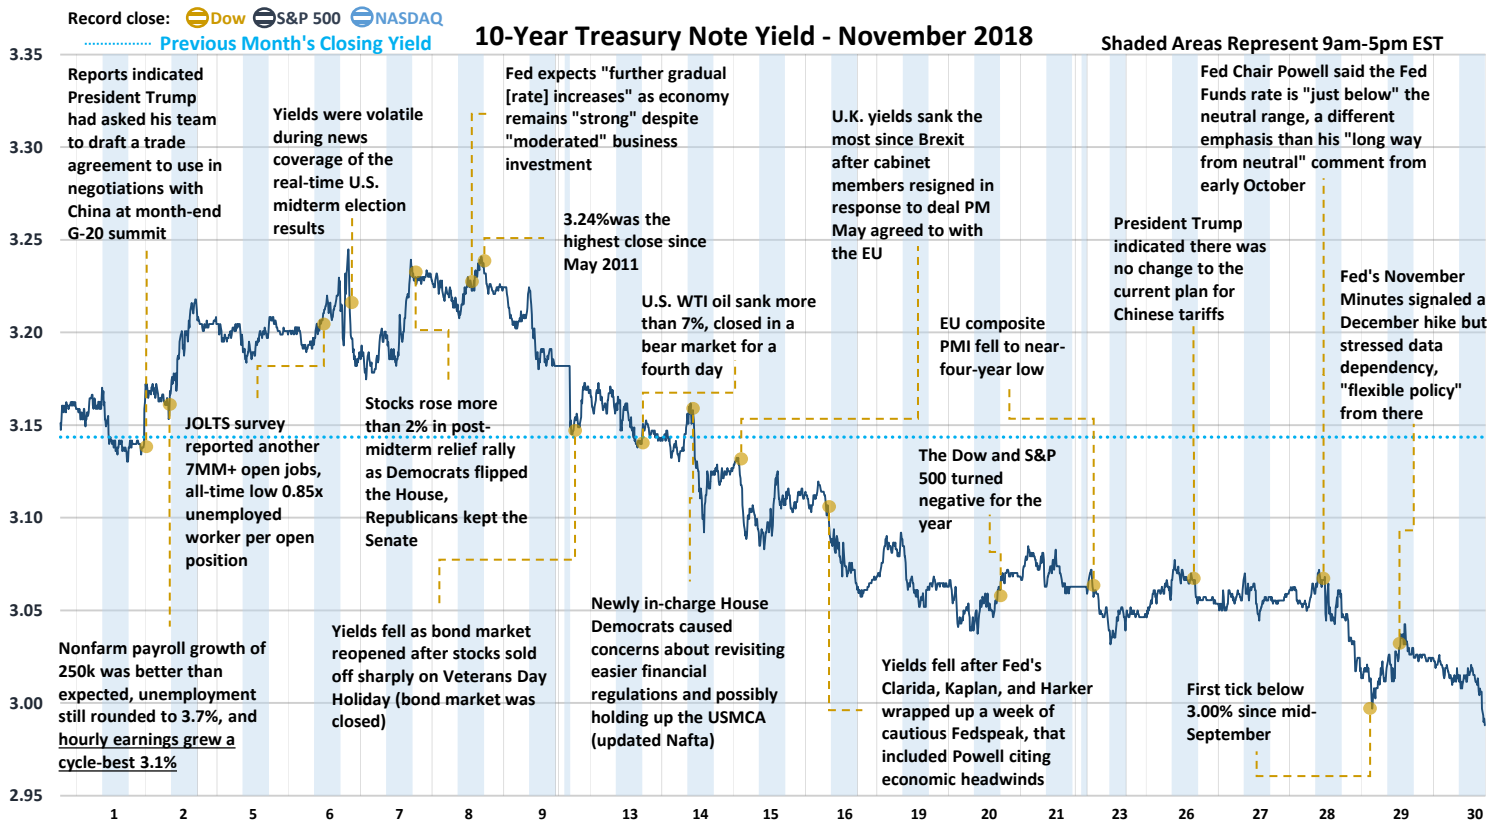 Record close: Dow S&P 500 NASDAQ
Previous Month's Closing Yield
10-Year Treasury Note Yield - November 2018
Shaded Areas Represent 9am-5pm EST
3.35
3.30
3.25
3.20
3.15
3.10
3.05
3.00
2.95
Reports indicated
President Trump
had asked his team
to draft a trade
agreement to use in
negotiations with
China at month-end
G-20 summit
Yields were volatile
during news
coverage of the
real-time U.S.
midterm election
results
Fed expects "further gradual
[rate] increases" as economy
remains "strong" despite
"moderated" business
investment
3.24%was the
highest close since
May 2011
U.S. WTI oil sank more
than 7%, closed in a
bear market for a
fourth day
U.K. yields sank the
most since Brexit
after cabinet
members resigned in
response to deal PM
May agreed to with
the EU
EU composite
PMI fell to near-
four-year low
Fed Chair Powell said the Fed
Funds rate is "just below" the
neutral range, a different
emphasis than his "long way
from neutral" comment from
early October
President Trump
indicated there was
no change to the
current plan for
Chinese tariffs
Fed's November
Minutes signaled a
December hike but
stressed data
dependency,
"flexible policy"
from there
JOLTS survey
reported another
7MM+ open jobs,
all-time low 0.85x
unemployed
worker per open
position
Stocks rose more
than 2% in post-
midterm relief rally
as Democrats flipped
the House,
Republicans kept the
Senate
The Dow and S&P
500 turned
negative for the
year
Nonfarm payroll growth of
250k was better than
expected, unemployment
still rounded to 3.7%, and
hourly earnings grew a
cycle-best 3.1%
Yields fell as bond market
reopened after stocks sold
off sharply on Veterans Day
Holiday (bond market was
closed)
Newly in-charge House
Democrats caused
concerns about revisiting
easier financial
regulations and possibly
holding up the USMCA
(updated Nafta)
Yields fell after Fed's
Clarida, Kaplan, and Harker
wrapped up a week of
cautious Fedspeak, that
included Powell citing
economic headwinds
First tick below
3.00% since mid-
September
1 2 5 6 7 8 9 13 14 15 16 19 20 21 23 26 27 28 29 30